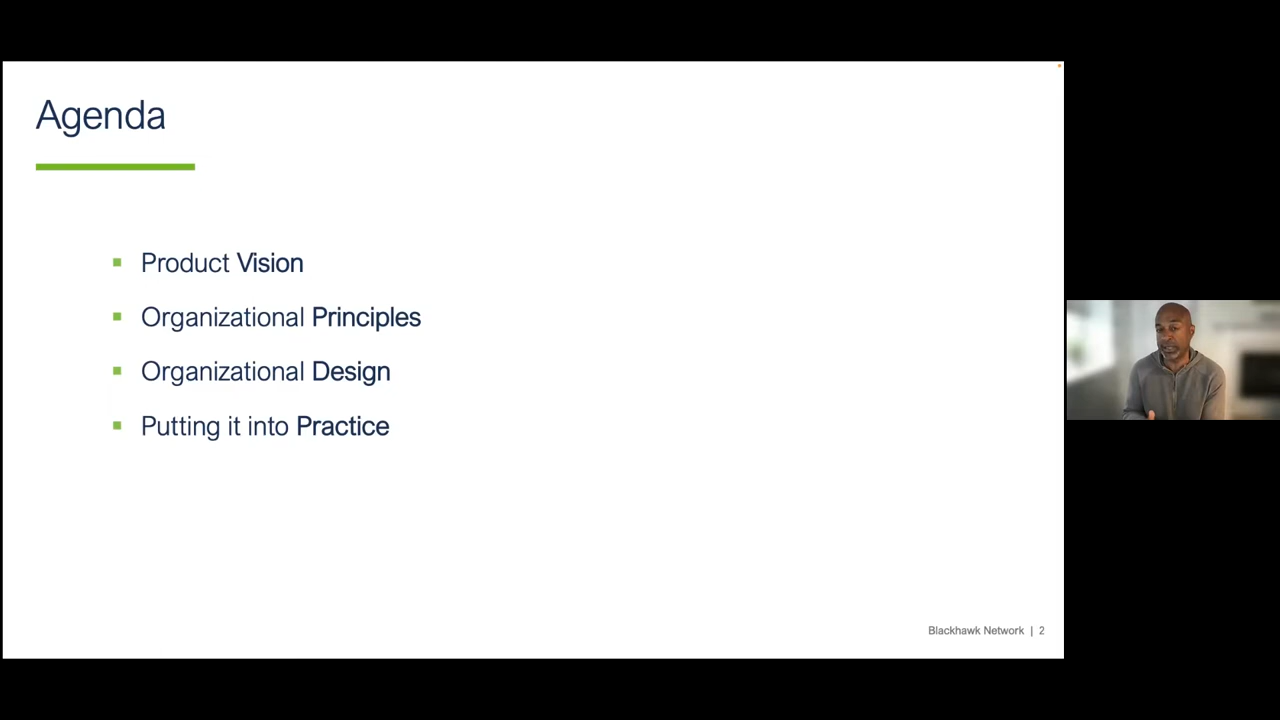 Agenda
Product Vision
Organizational Principles
Organizational Design
Putting it into Practice
Blackhawk Network | 2